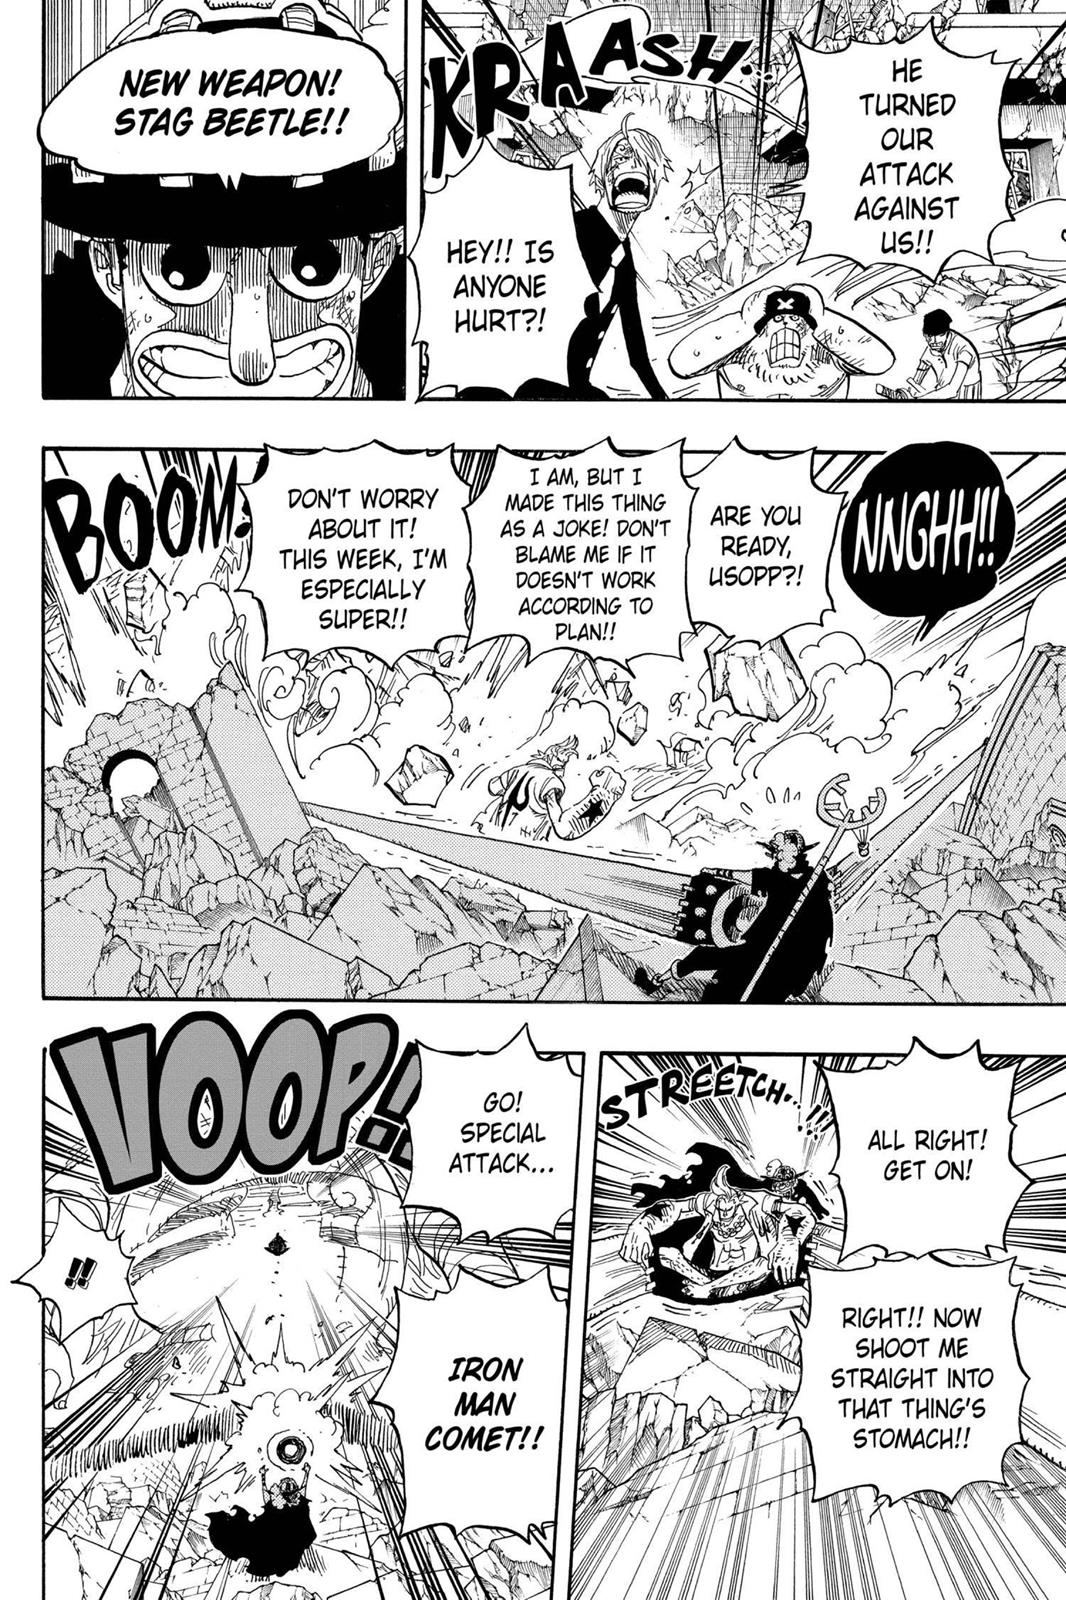 HE
TURNED
OUR
ATTACK
AGAINST
US!!
KRAASH...
HEY!! IS
ANYONE
HURT?!
NEW WEAPON!
STAG BEETLE!!
NNGHH!!
ARE YOU
READY,
USOPP?!
I AM, BUT I
MADE THIS THING
AS A JOKE! DON'T
BLAME ME IF IT
DOESN'T WORK
ACCORDING TO
PLAN!!
DON'T WORRY
ABOUT IT!
THIS WEEK, I'M
ESPECIALLY
SUPER!!
BOOM!
ALL RIGHT!
GET ON!
STREETCH...!!
RIGHT!! NOW
SHOOT ME
STRAIGHT INTO
THAT THING'S
STOMACH!!
GO!
SPECIAL
ATTACK...
IRON
MAN
COMET!!
VOOP!!
!!